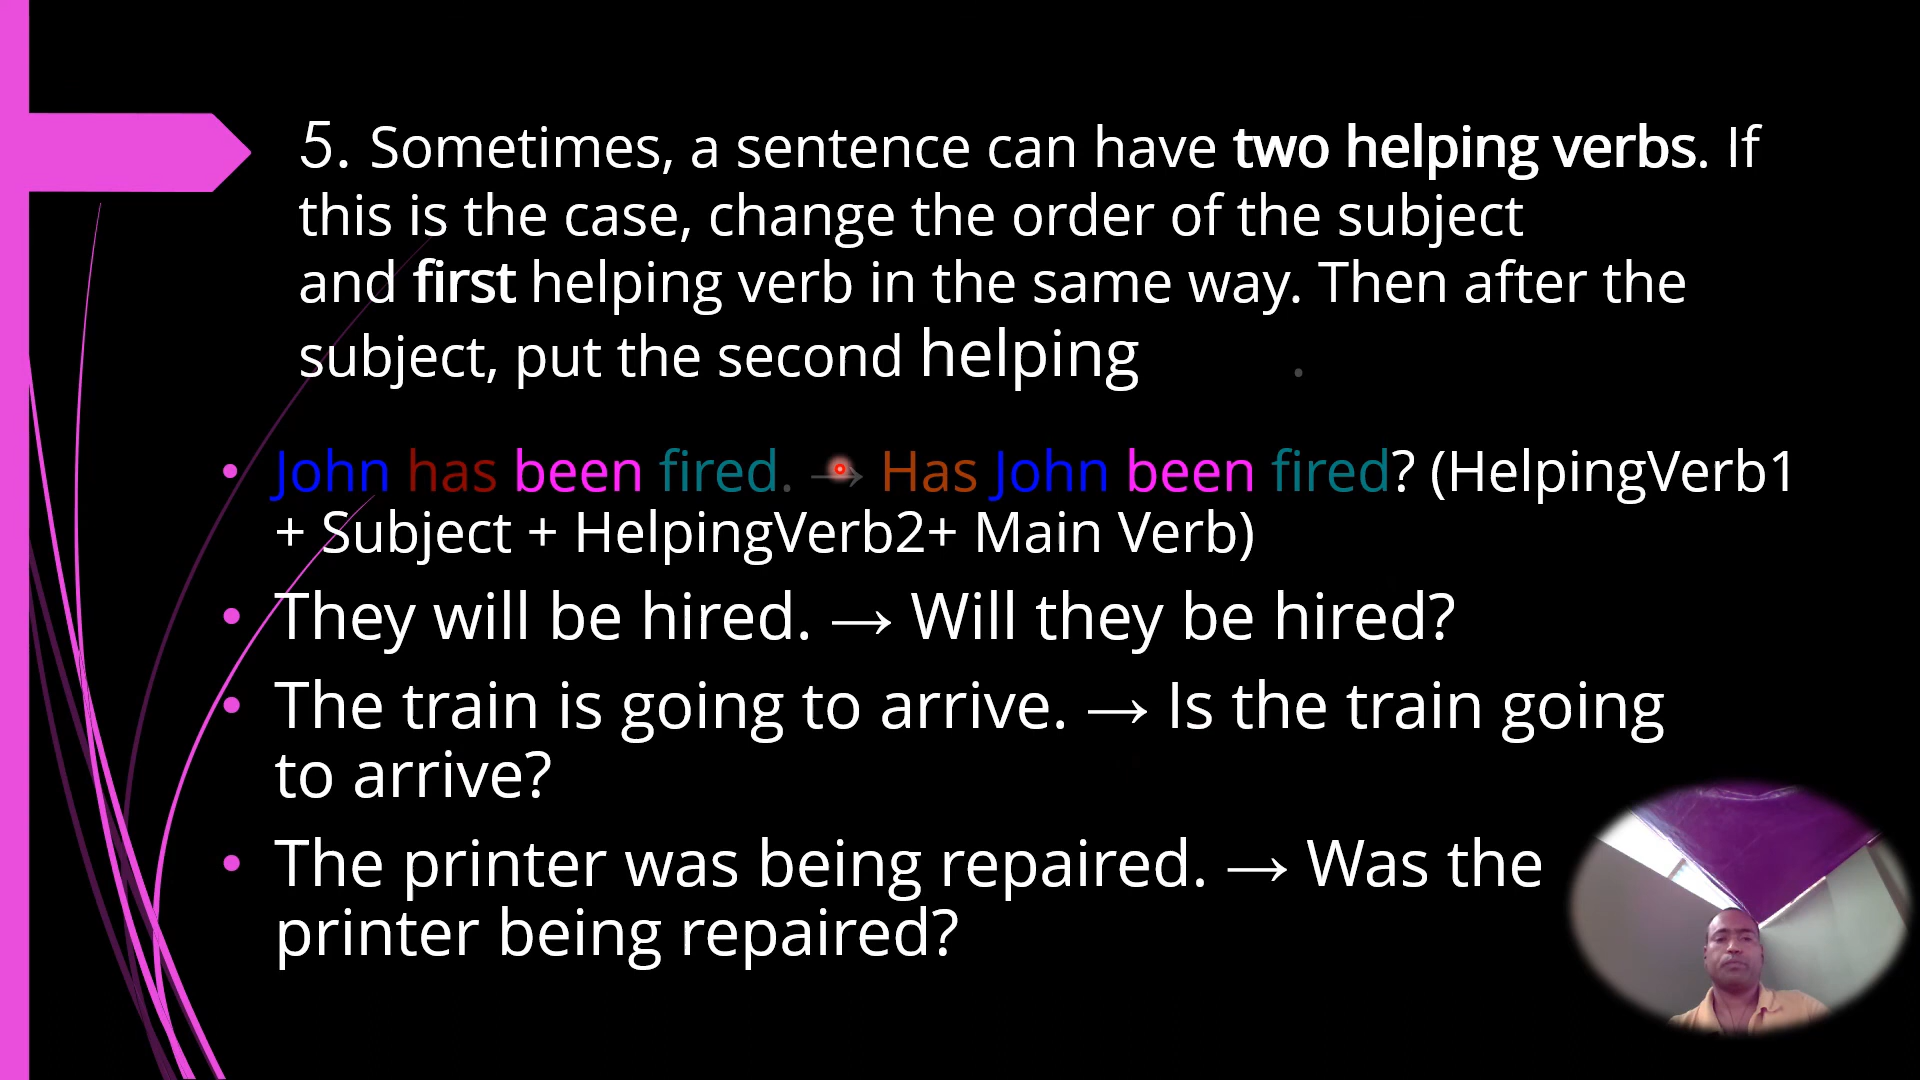 5. Sometimes, a sentence can have two helping verbs. If
this is the case, change the order of the subject
and first helping verb in the same way. Then after the
subject, put the second helping .
• John has been fired. → Has John been fired? (HelpingVerb1
+ Subject + HelpingVerb2+ Main Verb)
• They will be hired. → Will they be hired?
• The train is going to arrive. → Is the train going
to arrive?
• The printer was being repaired. → Was the
printer being repaired?